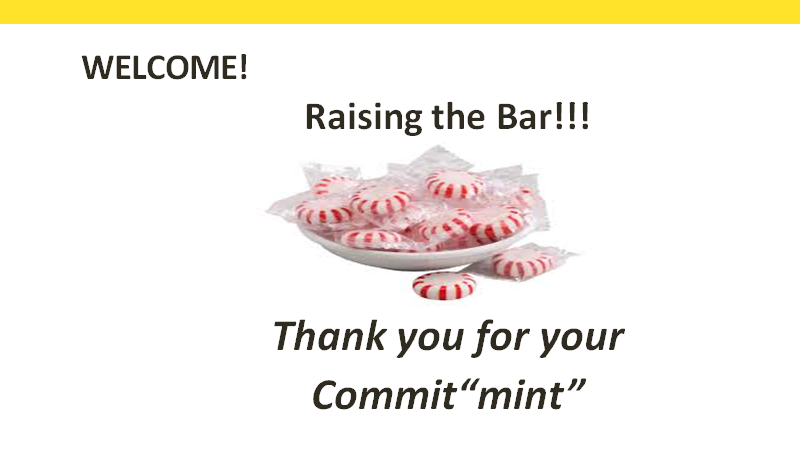 WELCOME!
Raising the Bar!!!
Thank you for your
Commit“mint”